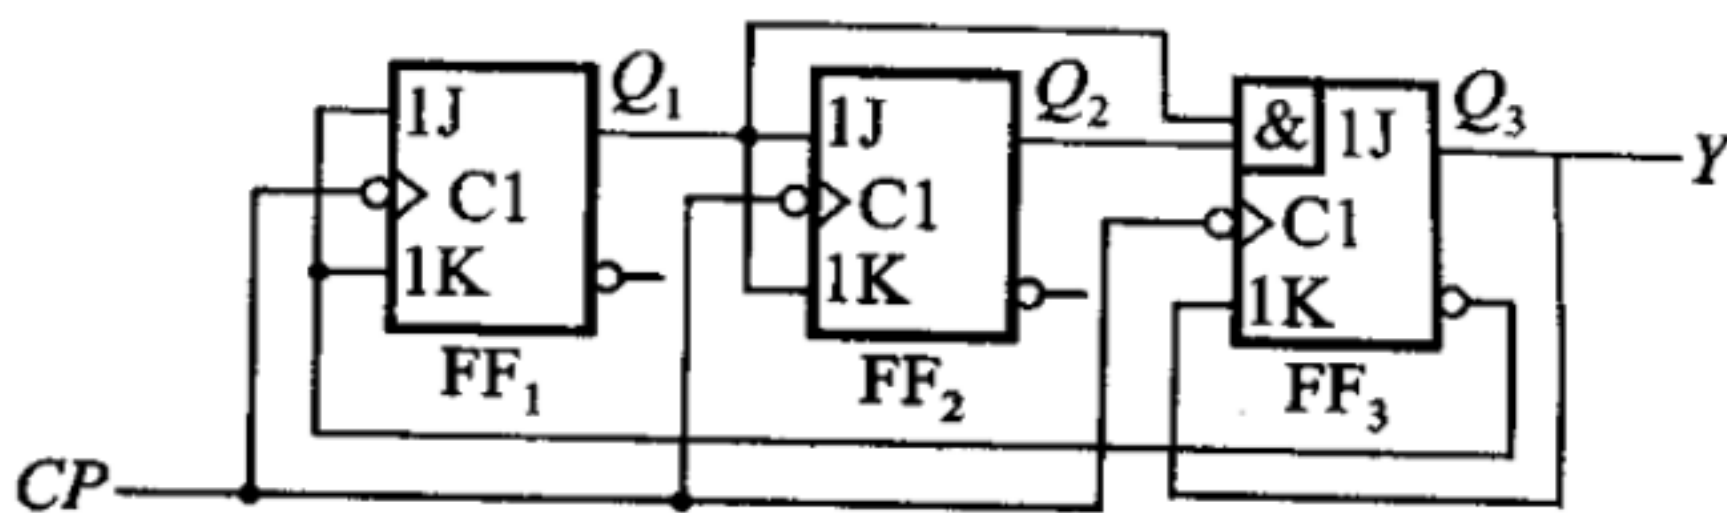 1J Q₁ 1J Q₂ & 1J Q₃
C1 C1 C1 Y
1K 1K 1K
FF₁ FF₂ FF₃
CP